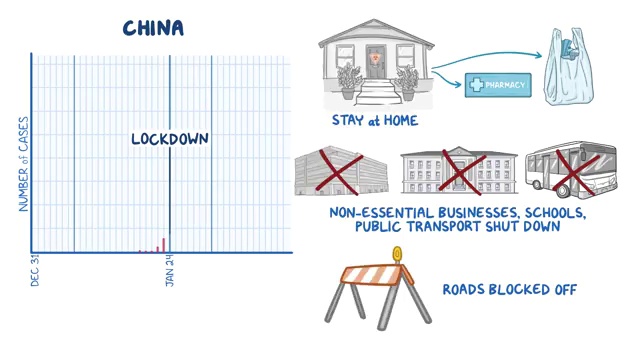 CHINA
NUMBER of CASES
LOCKDOWN
DEC 31
JAN 24
PHARMACY
STAY at HOME
NON-ESSENTIAL BUSINESSES, SCHOOLS,
PUBLIC TRANSPORT SHUT DOWN
ROADS BLOCKED OFF